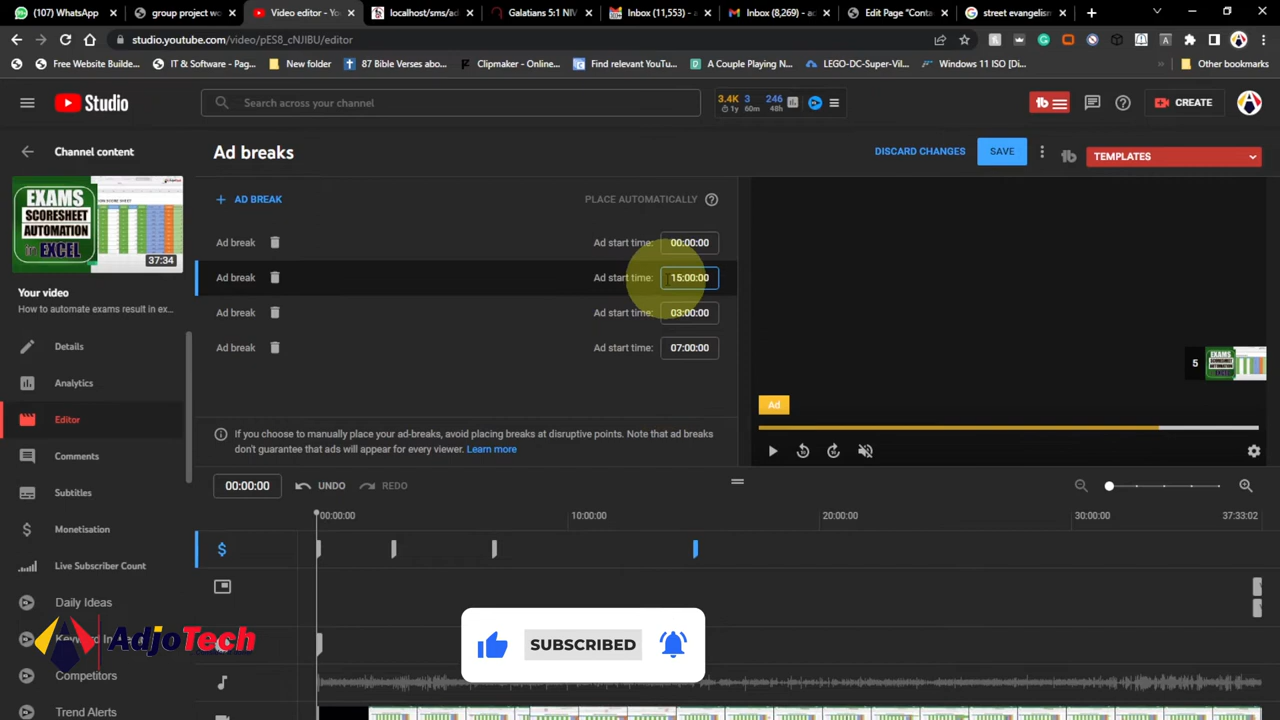 (107) WhatsApp
group project wo
Video editor - YouT
localhost/sms/ad
Galatians 5:1 NIV
Inbox (11,553) - a
Inbox (8,269) - ad
Edit Page “Conta
street evangelism
studio.youtube.com/video/pES8_cNJIBU/editor
Free Website Builde...
IT & Software - Pag...
New folder
87 Bible Verses abo...
Clipmaker - Online...
Find relevant YouTu...
A Couple Playing N...
LEGO-DC-Super-Vil...
Windows 11 ISO [Di...
Other bookmarks
Studio
Search across your channel
3.4K 3 246
1y 60m 48h
tb
CREATE
Channel content
Ad breaks
DISCARD CHANGES
SAVE
tb
TEMPLATES
EXAMS
SCORESHEET
AUTOMATION
in EXCEL
37:34
+ AD BREAK
PLACE AUTOMATICALLY
Ad break
Ad start time: 00:00:00
Ad break
Ad start time: 15:00:00
Ad break
Ad start time: 03:00:00
Ad break
Ad start time: 07:00:00
Your video
How to automate exams result in ex...
Details
Analytics
Editor
Comments
Subtitles
Monetisation
Live Subscriber Count
Daily Ideas
Competitors
Trend Alerts
5
Ad
If you choose to manually place your ad-breaks, avoid placing breaks at disruptive points. Note that ad breaks
don't guarantee that ads will appear for every viewer. Learn more
00:00:00
UNDO
REDO
00:00:00
10:00:00
20:00:00
30:00:00
37:33:02
$
SUBSCRIBED
AdjoTech